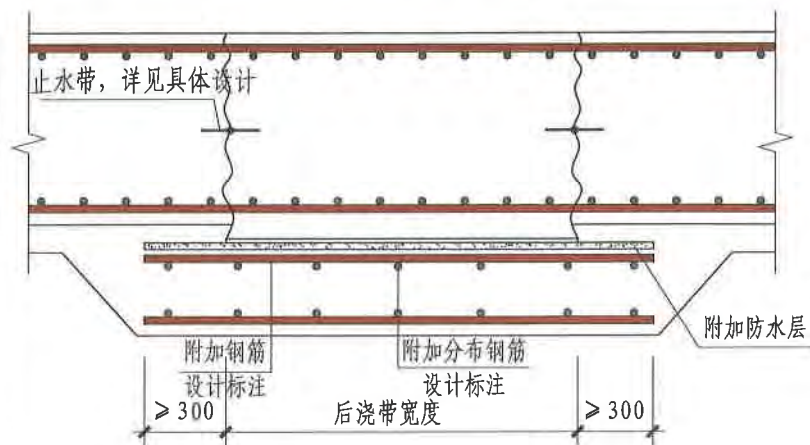 止水带，详见具体设计
附加防水层
附加钢筋
设计标注
附加分布钢筋
设计标注
≥300
后浇带宽度
≥300